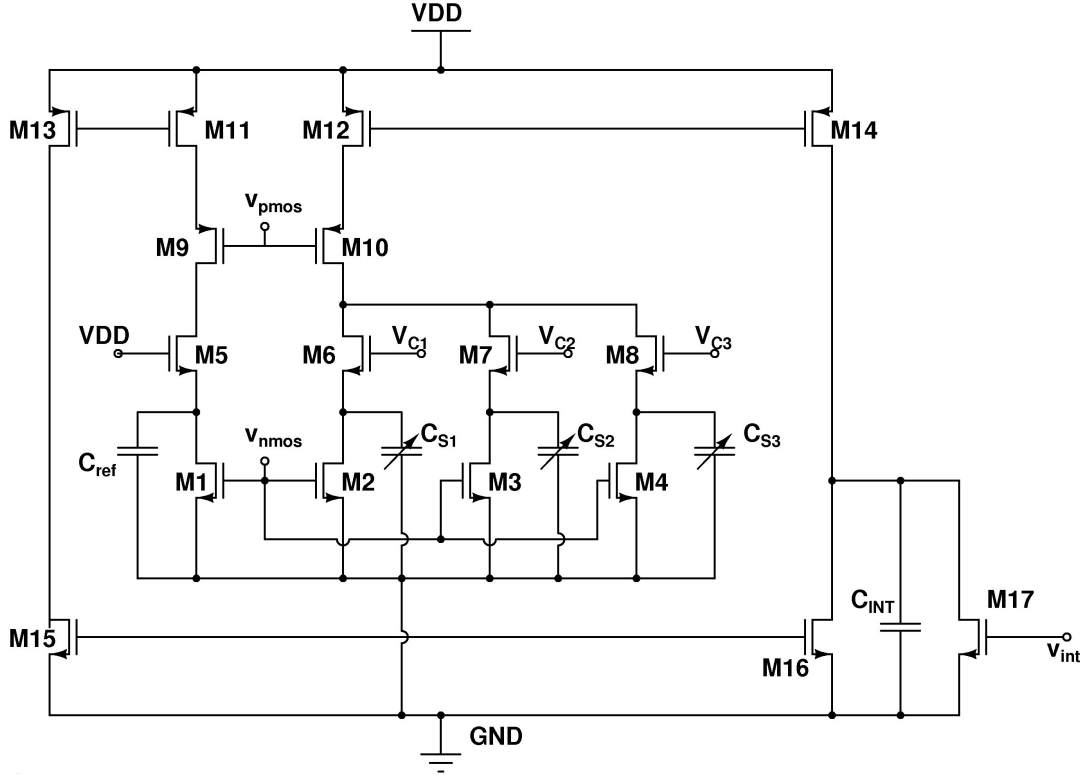 VDD
M13
M11
M12
M14
vpmos
M9
M10
VDD
M5
M6
VC1
M7
VC2
M8
VC3
Cref
M1
vnmos
M2
CS1
M3
CS2
M4
CS3
M15
M16
CINT
M17
vint
GND